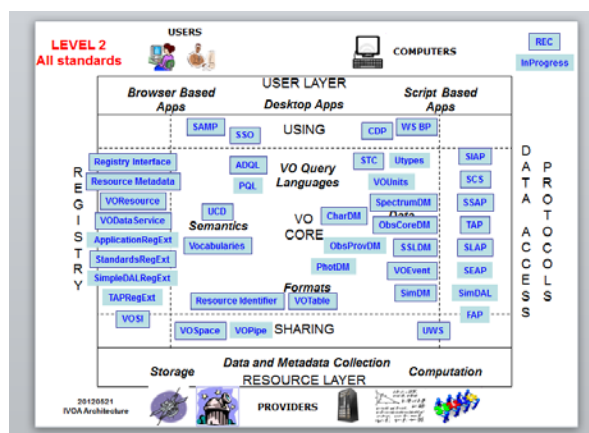 LEVEL 2
All standards
USERS
COMPUTERS
REC
InProgress
USER LAYER
Browser Based
Apps
Desktop Apps
Script Based
Apps
USING
SAMP
SSO
CDP
WS BP
REGISTRY
Registry Interface
Resource Metadata
VOResource
VODataService
ApplicationRegExt
StandardsRegExt
SimpleDALRegExt
TAPRegExt
VOSI
ADQL
PQL
VO Query
Languages
STC
Utypes
VOUnits
UCD
Semantics
Vocabularies
VO
CORE
SpectrumDM
Data
CharDM
ObsCoreDM
ObsProvDM
SSLDM
PhotDM
VOEvent
SimDM
Formats
Resource Identifier
VOTable
SIAP
SCS
SSAP
TAP
SLAP
SEAP
SimDAL
FAP
DATA ACCESS
PROTOCOLS
VOSpace
VOPipe
SHARING
UWS
Data and Metadata Collection
Storage
RESOURCE LAYER
Computation
20120521
IVOA Architecture
PROVIDERS